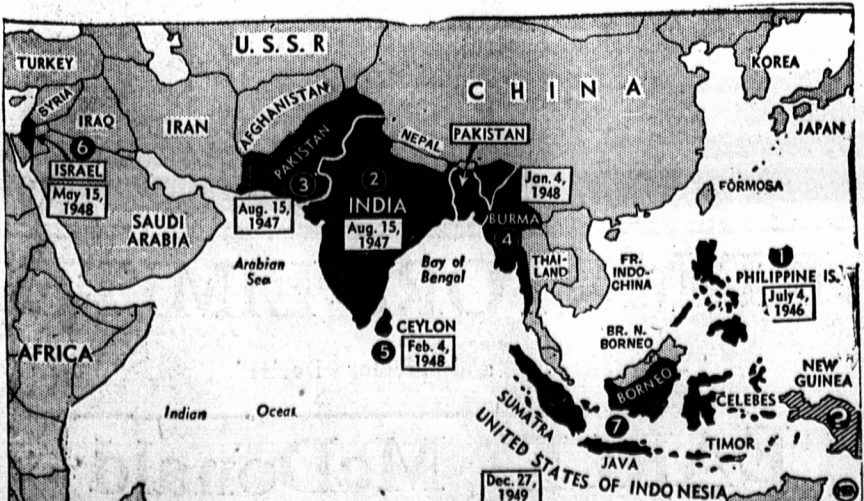 U. S. S. R
TURKEY
KOREA
CHINA
SYRIA
AFGHANISTAN
IRAQ
IRAN
JAPAN
NEPAL
PAKISTAN
PAKISTAN
6
ISRAEL
May 15,
1948
3
2
INDIA
Aug. 15,
1947
Aug. 15,
1947
Jan. 4,
1948
BURMA
4
FORMOSA
SAUDI
ARABIA
Arabian
Sea
Bay of
Bengal
THAI-
LAND
FR.
INDO-
CHINA
1
PHILIPPINE IS.
July 4,
1946
CEYLON
5
Feb. 4,
1948
BR. N.
BORNEO
AFRICA
NEW
GUINEA
?
BORNEO
CELEBES
Indian Ocean
SUMATRA
7
JAVA
TIMOR
UNITED STATES OF INDONESIA
Dec. 27,
1949